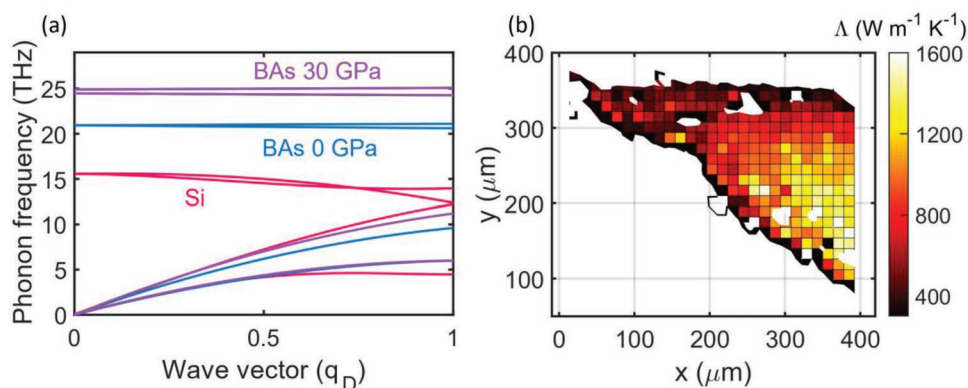 (a)
Phonon frequency (THz)
25
20
15
10
5
0
BAs 30 GPa
BAs 0 GPa
Si
0
0.5
1
Wave vector (q_D)
(b)
Λ (W m⁻¹ K⁻¹)
y (μm)
400
300
200
100
0
100
200
300
400
x (μm)
1600
1200
800
400